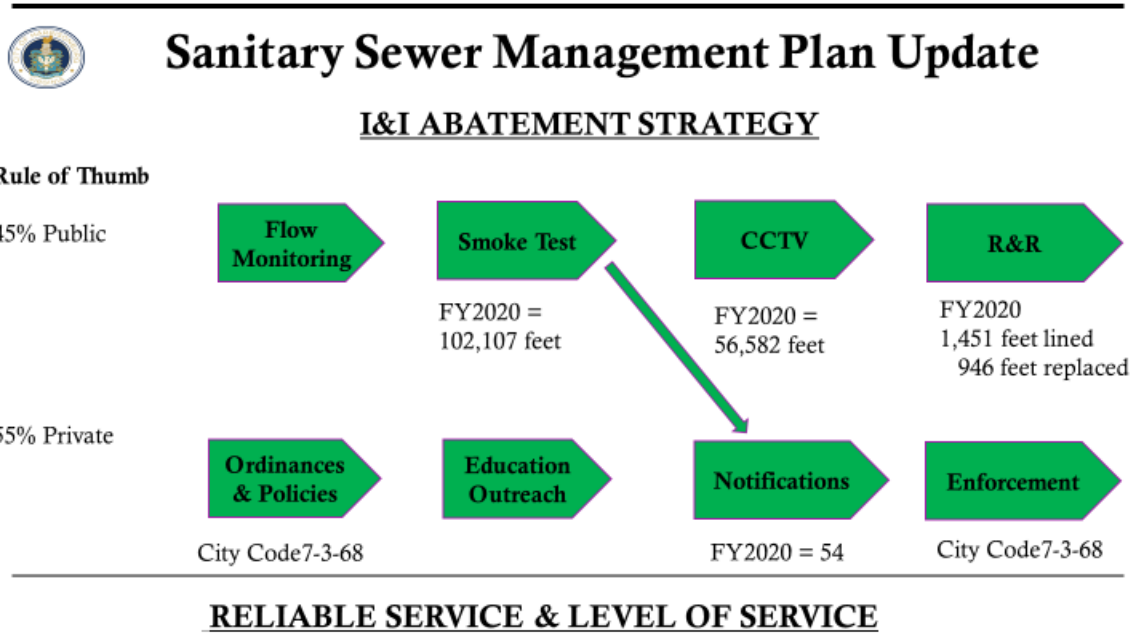 Sanitary Sewer Management Plan Update
I&I ABATEMENT STRATEGY
Rule of Thumb
45% Public
Flow
Monitoring
Smoke Test
CCTV
R&R
FY2020 =
102,107 feet
FY2020 =
56,582 feet
FY2020
1,451 feet lined
946 feet replaced
55% Private
Ordinances
& Policies
Education
Outreach
Notifications
Enforcement
City Code7-3-68
FY2020 = 54
City Code7-3-68
RELIABLE SERVICE & LEVEL OF SERVICE